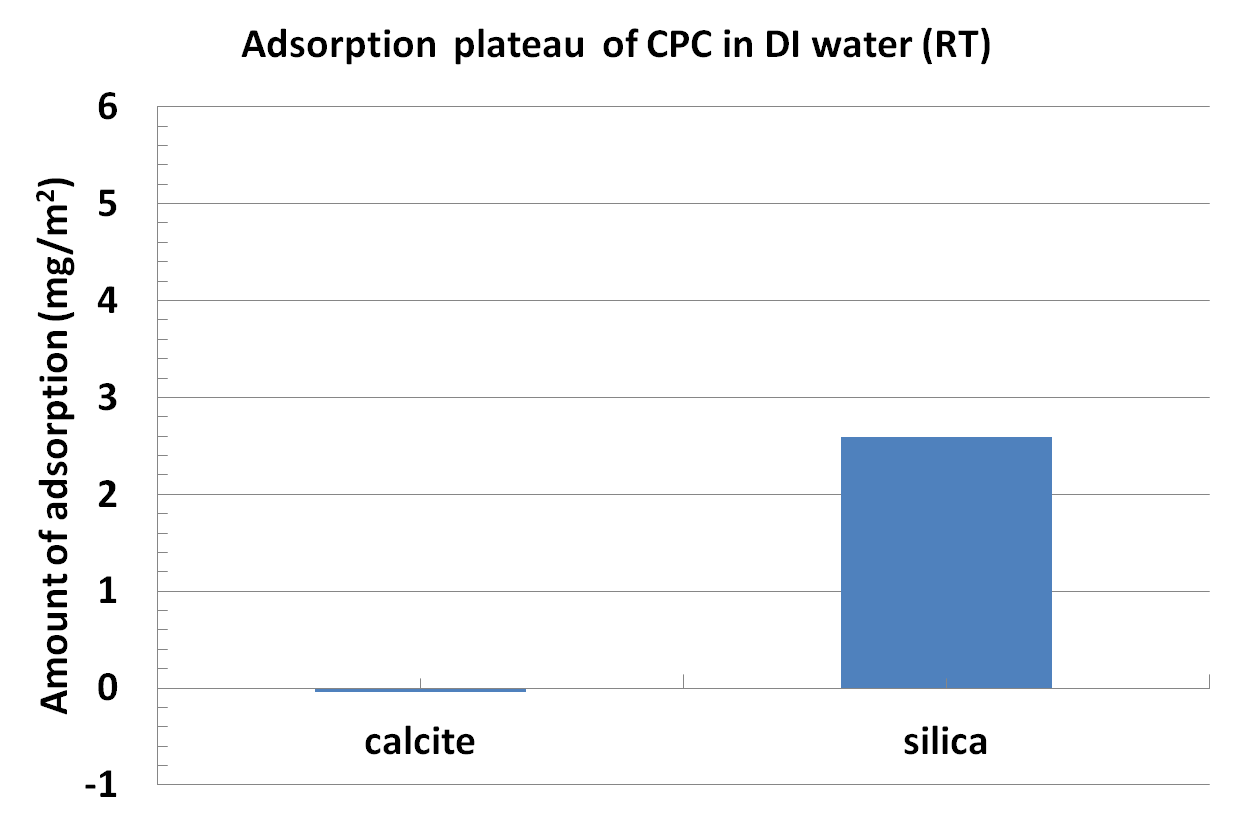 Adsorption plateau of CPC in DI water (RT)
Amount of adsorption (mg/m²)
6
5
4
3
2
1
0
-1
calcite
silica